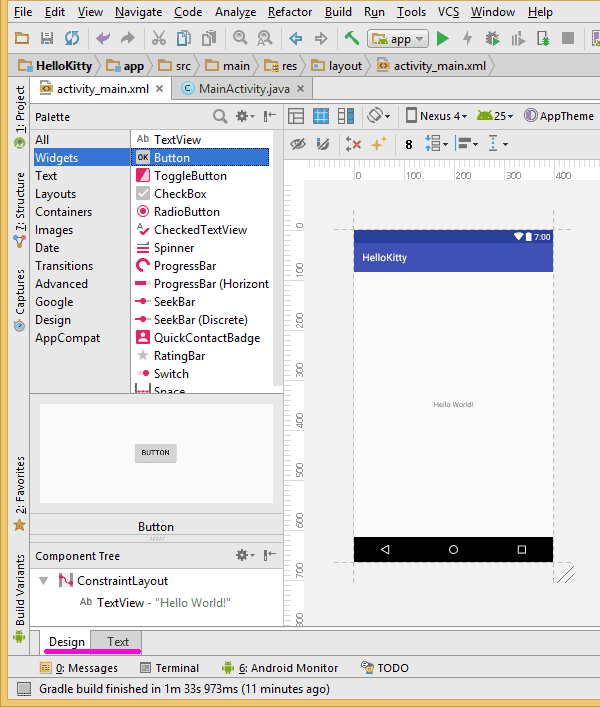 File Edit View Navigate Code Analyze Refactor Build Run Tools VCS Window Help
app
HelloKitty app src main res layout activity_main.xml
activity_main.xml MainActivity.java
1: Project
7: Structure
Captures
2: Favorites
Build Variants
Palette
All
Widgets
Text
Layouts
Containers
Images
Date
Transitions
Advanced
Google
Design
AppCompat
Ab TextView
OK Button
ToggleButton
CheckBox
RadioButton
CheckedTextView
Spinner
ProgressBar
ProgressBar (Horizont
SeekBar
SeekBar (Discrete)
QuickContactBadge
RatingBar
Switch
Space
BUTTON
Button
Component Tree
ConstraintLayout
Ab TextView - "Hello World!"
Nexus 4 25 AppTheme
8
0 100 200 300 400
0
100
200
300
400
500
600
700
800
7:00
HelloKitty
Hello World!
Design Text
0: Messages Terminal 6: Android Monitor TODO
Gradle build finished in 1m 33s 973ms (11 minutes ago)